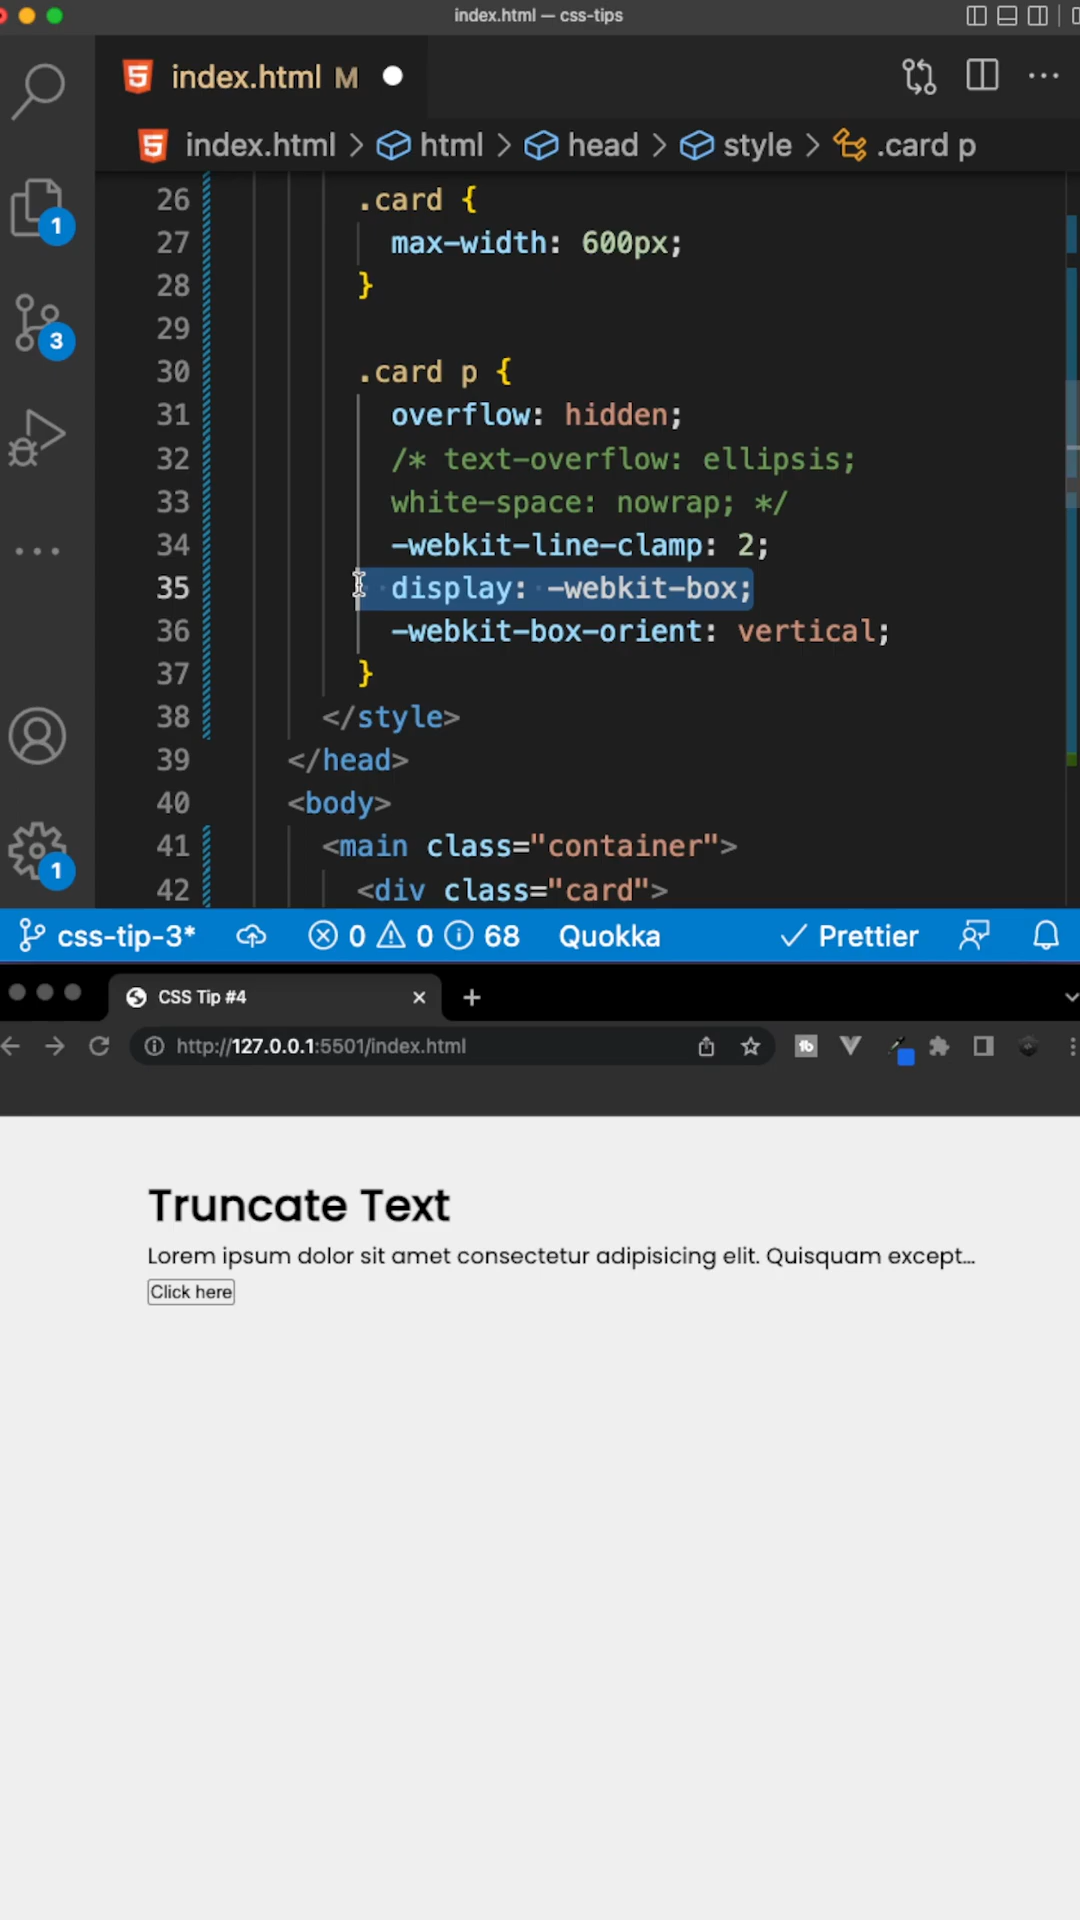 index.html — css-tips
index.html M
index.html > html > head > style > .card p
26 .card {
27 max-width: 600px;
28 }
29
30 .card p {
31 overflow: hidden;
32 /* text-overflow: ellipsis;
33 white-space: nowrap; */
34 -webkit-line-clamp: 2;
35 display: -webkit-box;
36 -webkit-box-orient: vertical;
37 }
38 </style>
39 </head>
40 <body>
41 <main class="container">
42 <div class="card">
1
3
1
css-tip-3* 0 0 68 Quokka Prettier
CSS Tip #4
http://127.0.0.1:5501/index.html
Truncate Text
Lorem ipsum dolor sit amet consectetur adipisicing elit. Quisquam except...
Click here